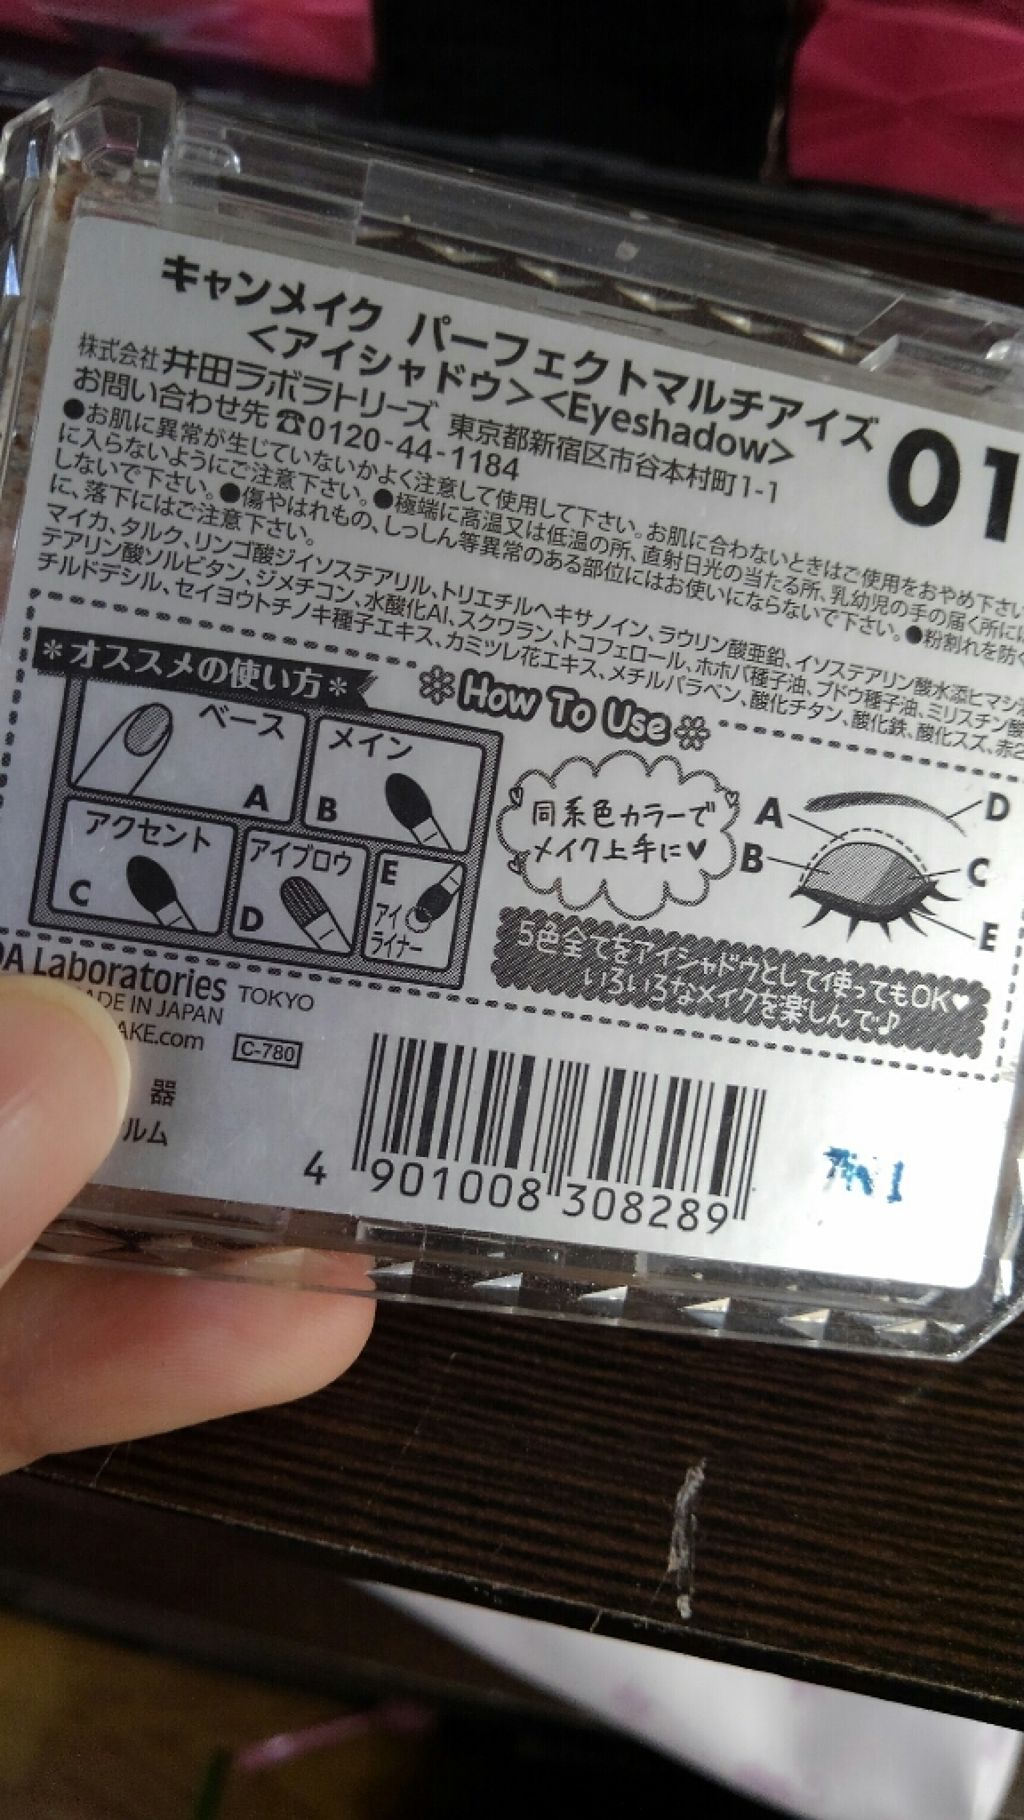 キャンメイク パーフェクトマルチアイズ
<アイシャドウ><Eyeshadow>
01
株式会社 井田ラボラトリーズ 東京都新宿区市谷本村町1-1
お問い合わせ先 ☎0120-44-1184
●お肌に異常が生じていないかよく注意して使用して下さい。お肌に合わないときはご使用をおやめ下さい
に入らないようにご注意下さい。●極端に高温又は低温の所、直射日光の当たる所、乳幼児の手の届く所には
しないで下さい。●傷やはれもの、しっしん等異常のある部位にはお使いにならないで下さい。●粉割れを防ぐ
に、落下にはご注意下さい。
マイカ、タルク、リンゴ酸ジイソステアリル、トリエチルヘキサノイン、ラウリン酸亜鉛、イソステアリン酸水添ヒマシ
テアリン酸ソルビタン、ジメチコン、水酸化Al、スクワラン、トコフェロール、ホホバ種子油、ブドウ種子油、ミリスチン酸
チルドデシル、セイヨウトチノキ種子エキス、カミツレ花エキス、メチルパラベン、酸化チタン、酸化鉄、酸化スズ、赤2
*オススメの使い方*
How To Use
ベース
A
メイン
B
アクセント
C
アイブロウ
D
E
アイ
ライナー
同系色カラーで
メイク上手に♥
A
B
C
D
E
5色全てをアイシャドウとして使ってもOK♥
いろいろなメイクを楽しんで♪
DA Laboratories TOKYO
ADE IN JAPAN
AKE.com
C-780
器
ルム
4 901008 308289